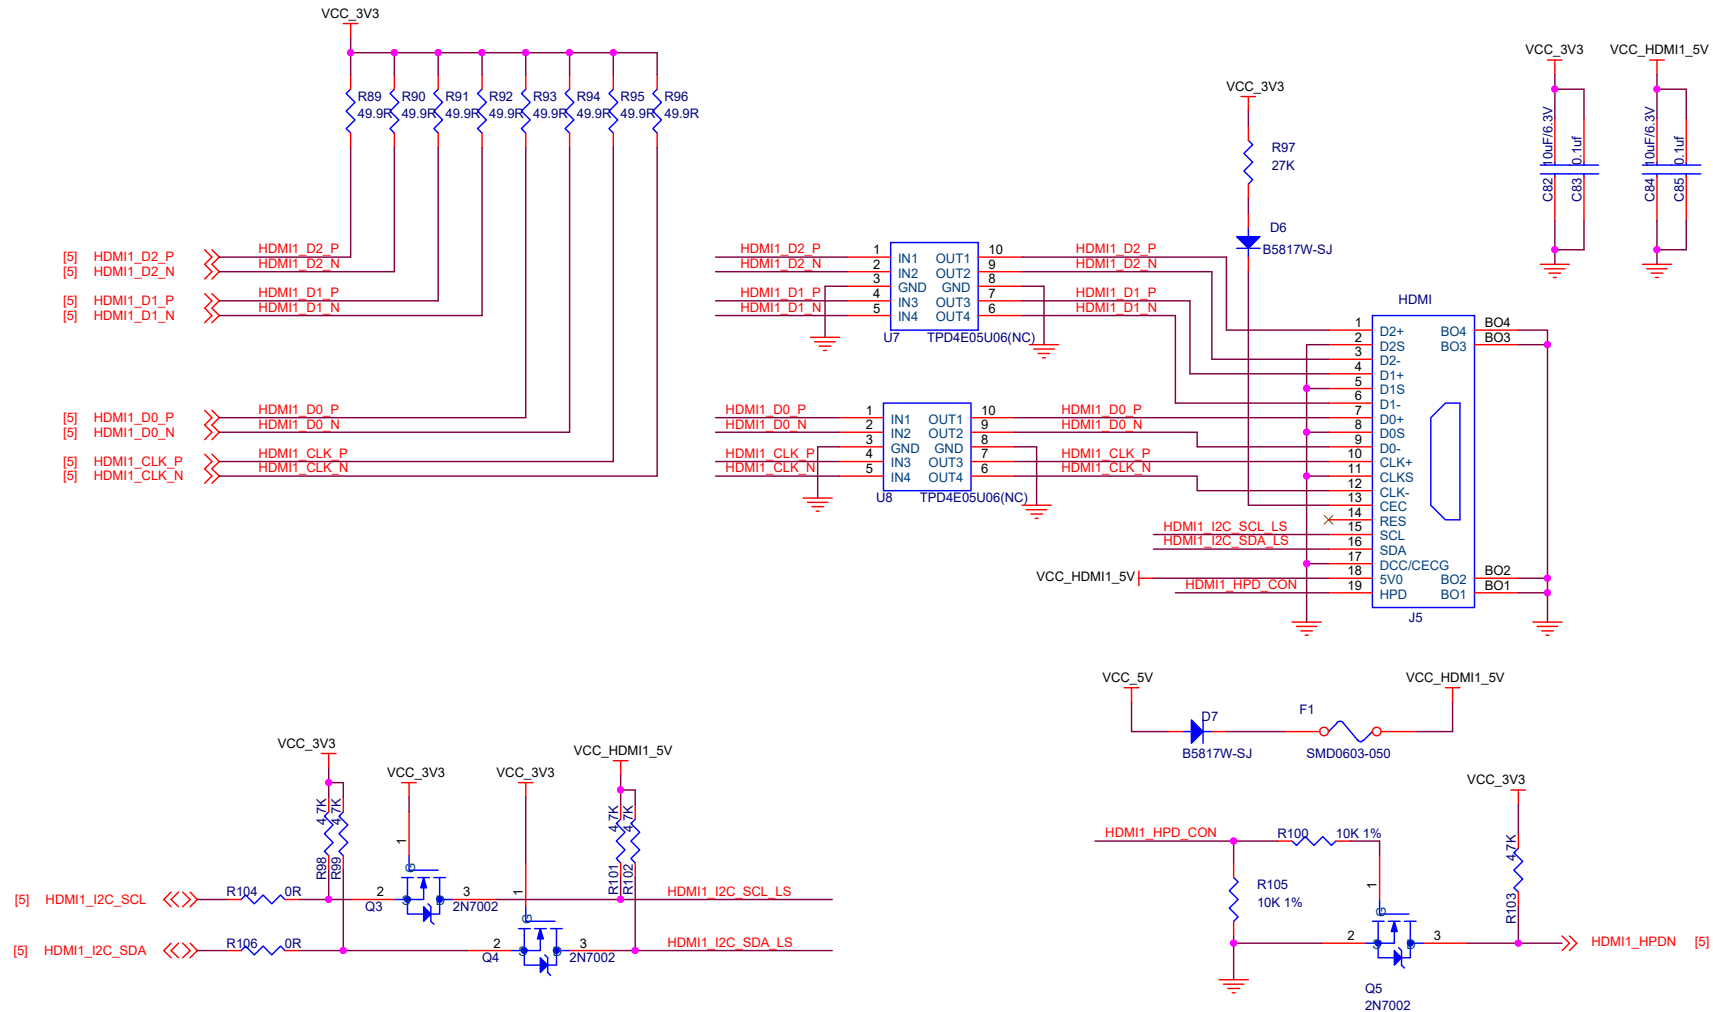 VCC_3V3
R89 R90 R91 R92 R93 R94 R95 R96
49.9R 49.9R 49.9R 49.9R 49.9R 49.9R 49.9R 49.9R
[5] HDMI1_D2_P HDMI1_D2_P
[5] HDMI1_D2_N HDMI1_D2_N
[5] HDMI1_D1_P HDMI1_D1_P
[5] HDMI1_D1_N HDMI1_D1_N
[5] HDMI1_D0_P HDMI1_D0_P
[5] HDMI1_D0_N HDMI1_D0_N
[5] HDMI1_CLK_P HDMI1_CLK_P
[5] HDMI1_CLK_N HDMI1_CLK_N
HDMI1_D2_P 1 IN1 OUT1 10 HDMI1_D2_P
HDMI1_D2_N 2 IN2 OUT2 9 HDMI1_D2_N
3 GND GND 8
HDMI1_D1_P 4 IN3 OUT3 7 HDMI1_D1_P
HDMI1_D1_N 5 IN4 OUT4 6 HDMI1_D1_N
U7 TPD4E05U06(NC)
HDMI1_D0_P 1 IN1 OUT1 10 HDMI1_D0_P
HDMI1_D0_N 2 IN2 OUT2 9 HDMI1_D0_N
3 GND GND 8
HDMI1_CLK_P 4 IN3 OUT3 7 HDMI1_CLK_P
HDMI1_CLK_N 5 IN4 OUT4 6 HDMI1_CLK_N
U8 TPD4E05U06(NC)
VCC_3V3
R97
27K
D6
B5817W-SJ
VCC_3V3 VCC_HDMI1_5V
10uF/6.3V 0.1uf 10uF/6.3V 0.1uf
C82 C83 C84 C85
HDMI
1 D2+ BO4 BO4
2 D2S BO3 BO3
3 D2-
4 D1+
5 D1S
6 D1-
7 D0+
8 D0S
9 D0-
10 CLK+
11 CLKS
12 CLK-
13 CEC
14 RES
HDMI1_I2C_SCL_LS 15 SCL
HDMI1_I2C_SDA_LS 16 SDA
17 DCC/CECG
VCC_HDMI1_5V 18 5V0 BO2 BO2
HDMI1_HPD_CON 19 HPD BO1 BO1
J5
VCC_5V VCC_HDMI1_5V
D7 F1
B5817W-SJ SMD0603-050
VCC_3V3 VCC_3V3 VCC_3V3 VCC_HDMI1_5V
4.7K 4.7K 4.7K 4.7K
R98 R99 R101 R102
[5] HDMI1_I2C_SCL R104 0R 2 1 G S D 3 HDMI1_I2C_SCL_LS
Q3 2N7002
[5] HDMI1_I2C_SDA R106 0R 2 1 G S D 3 HDMI1_I2C_SDA_LS
Q4 2N7002
VCC_3V3
HDMI1_HPD_CON R100 10K 1% 4.7K
R105
10K 1% 1 R103
2 G S D 3 HDMI1_HPDN [5]
Q5
2N7002